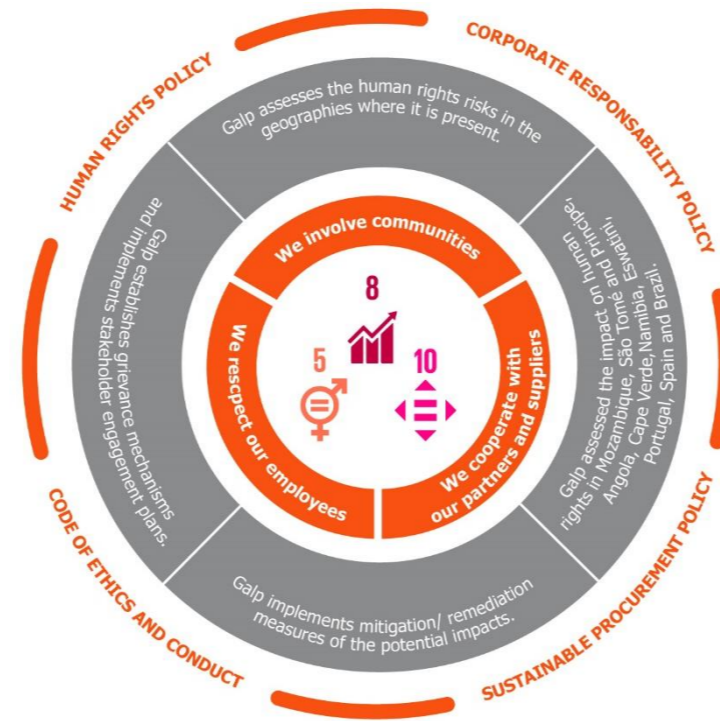 HUMAN RIGHTS POLICY
CORPORATE RESPONSABILITY POLICY
SUSTAINABLE PROCUREMENT POLICY
CODE OF ETHICS AND CONDUCT
Galp assesses the human rights risks in the
geographies where it is present.
Galp assessed the impact on human
rights in Mozambique, São Tomé and Principe,
Angola, Cape Verde,Namibia, Eswatini,
Portugal, Spain and Brazil.
Galp implements mitigation/ remediation
measures of the potential impacts.
Galp establishes grievance mechanisms
and implements stakeholder engagement plans.
We involve communities
We cooperate with
our partners and suppliers
We rescpect our employees
8
5
10